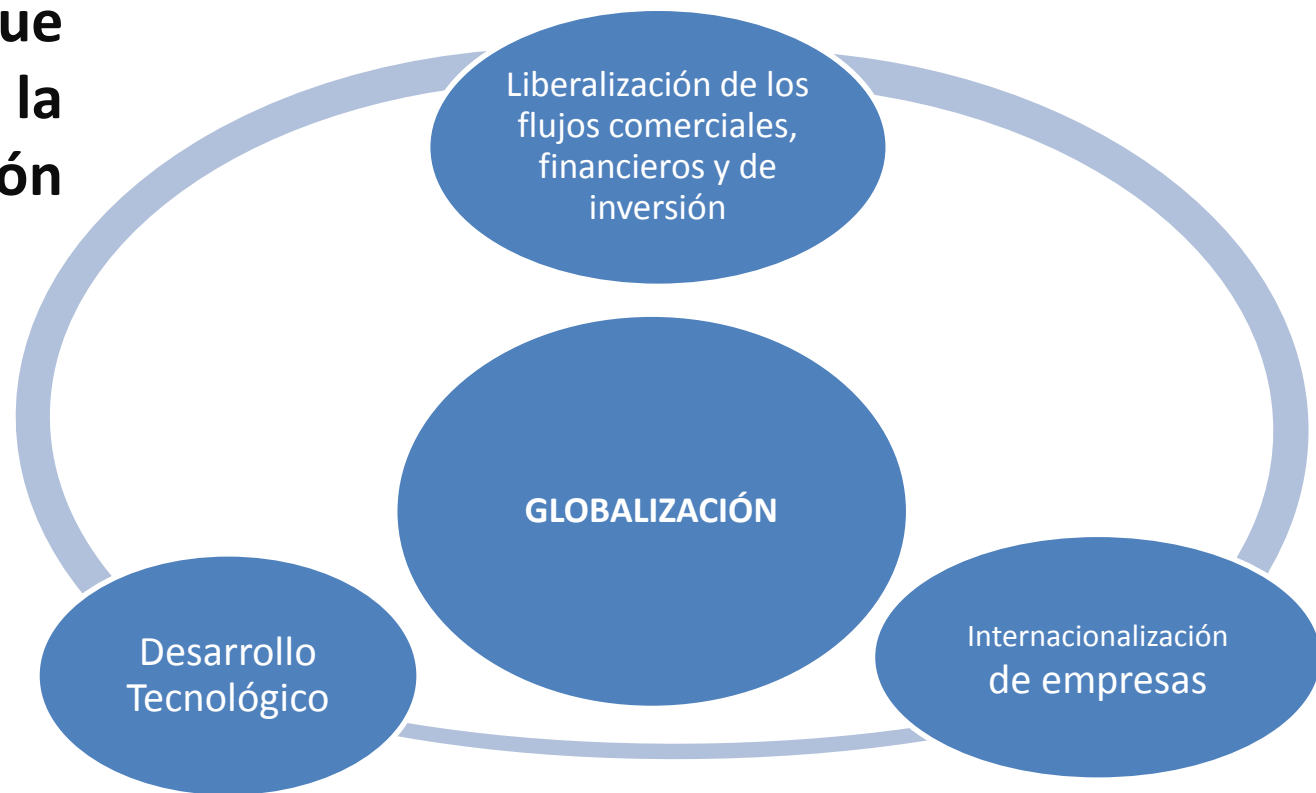 ue
la
ón
Liberalización de los
flujos comerciales,
financieros y de
inversión
GLOBALIZACIÓN
Desarrollo
Tecnológico
Internacionalización
de empresas